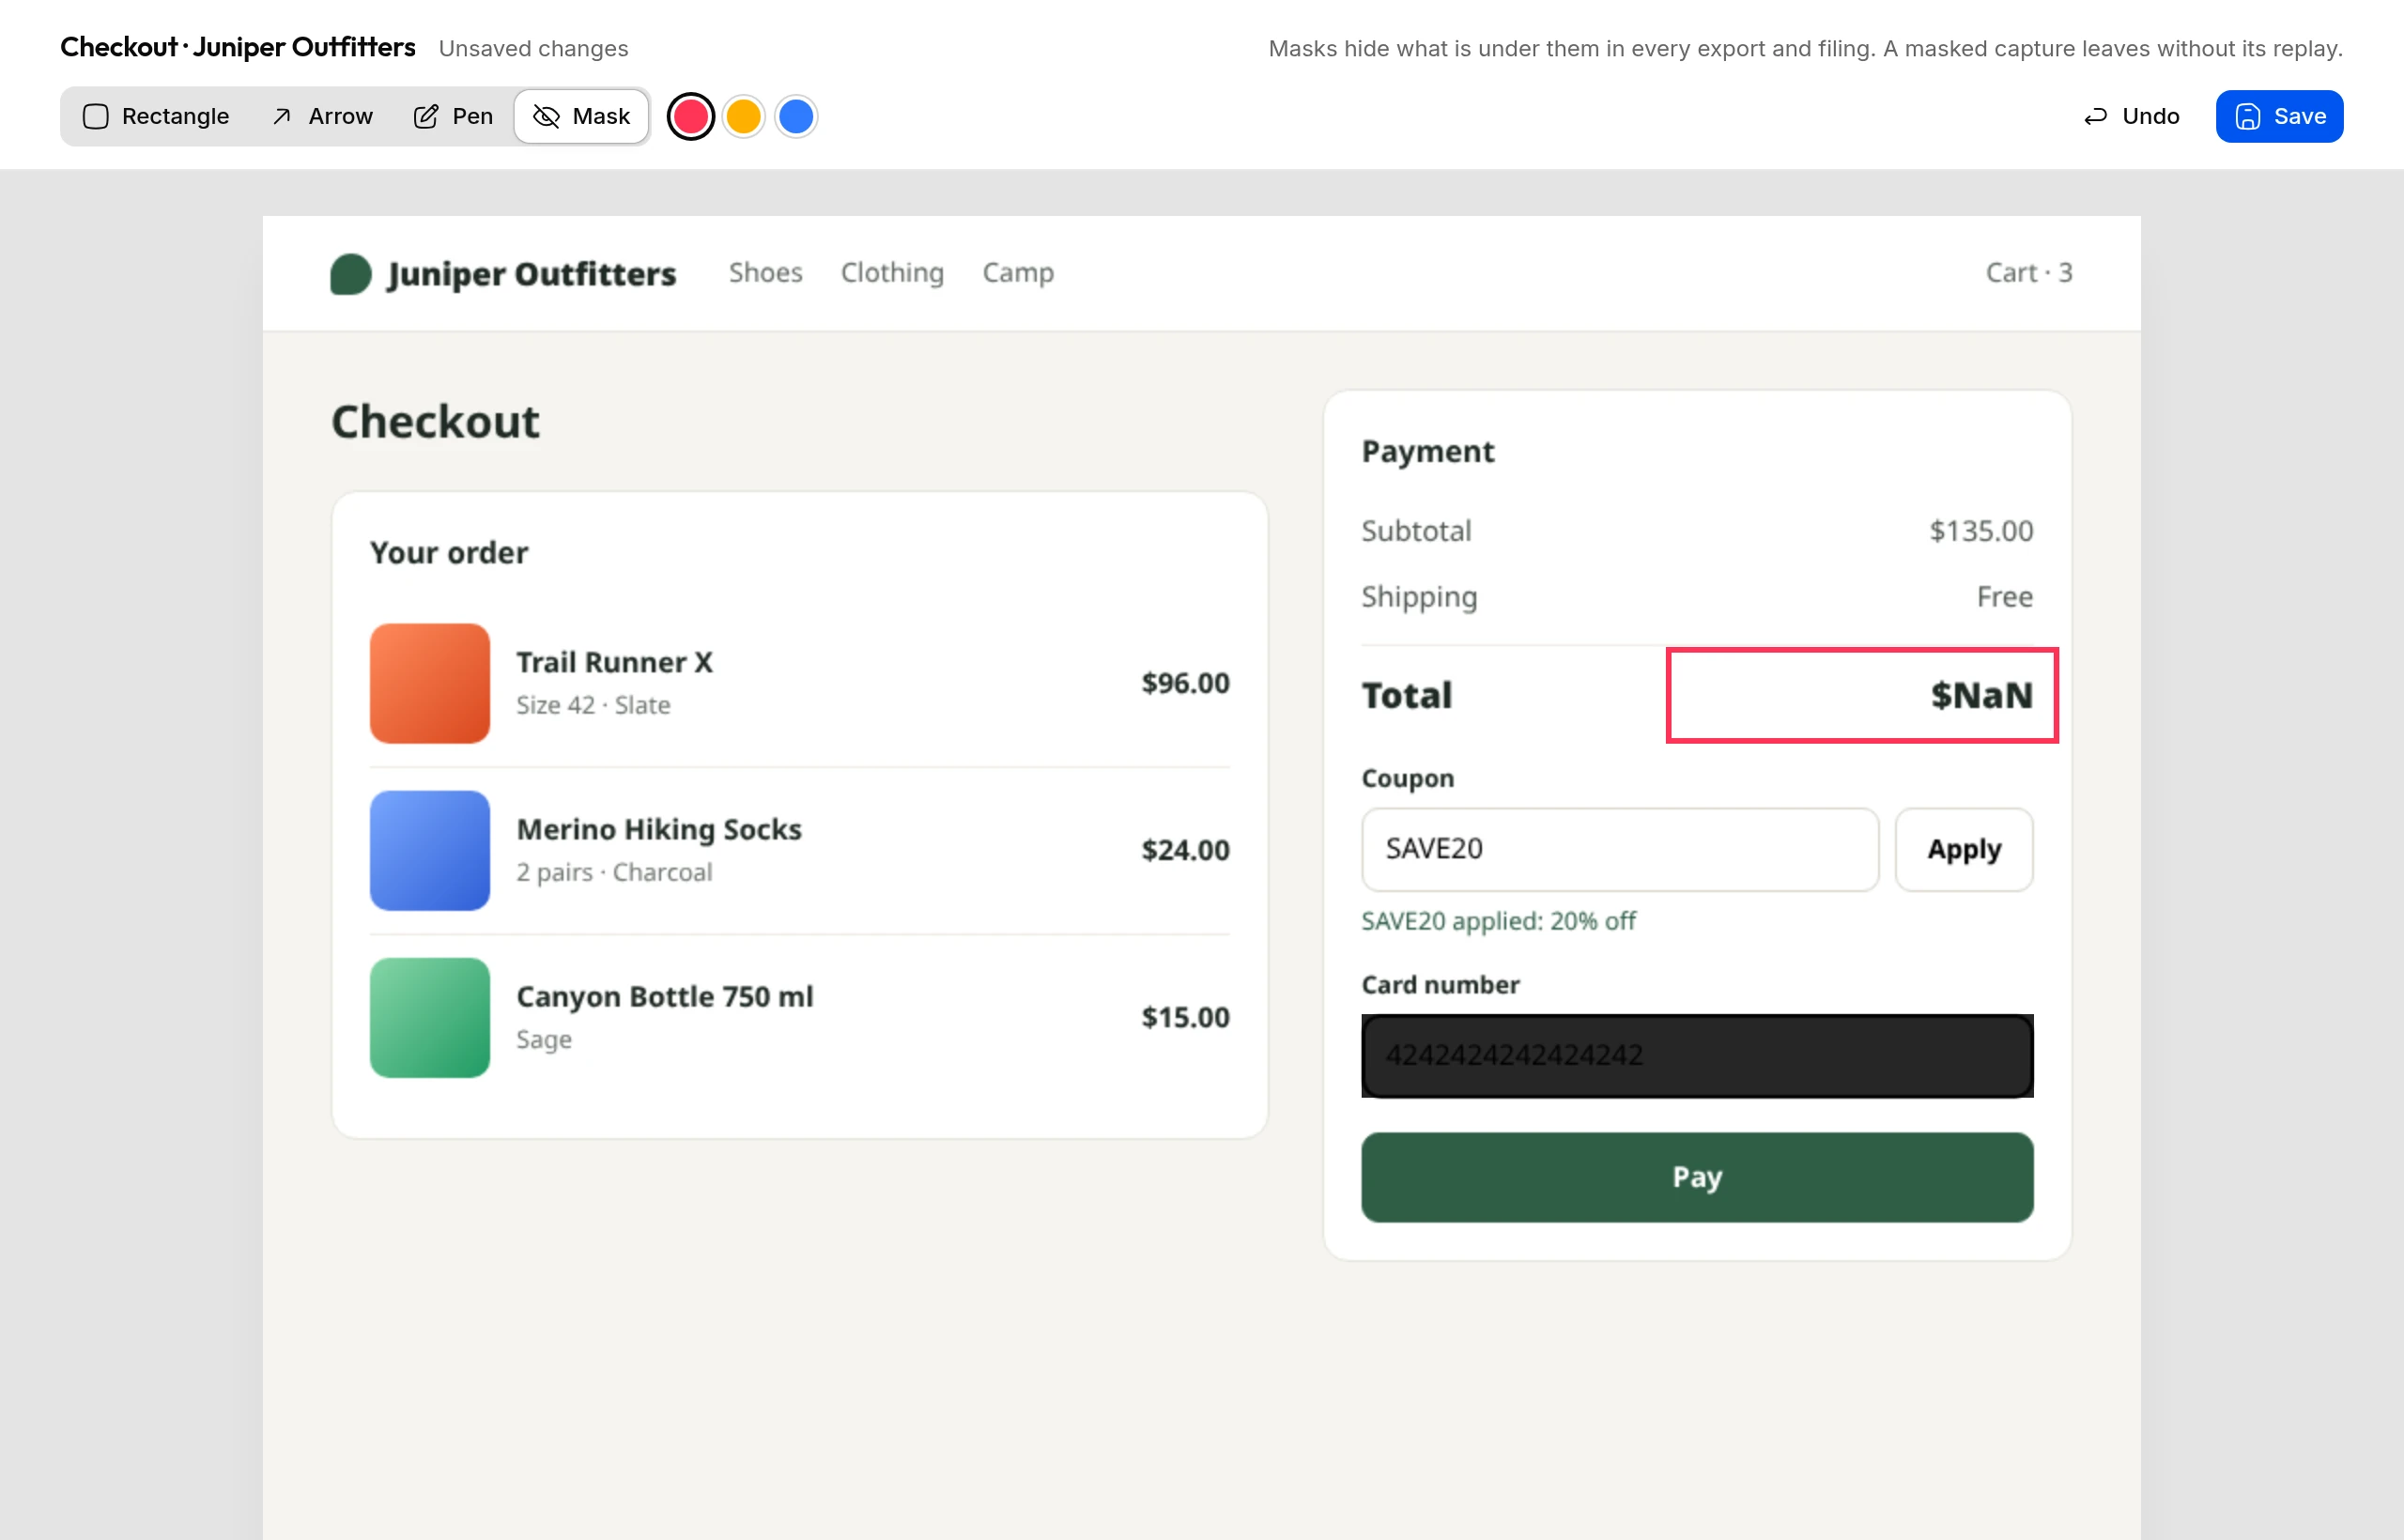 Checkout · Juniper Outfitters Unsaved changes
Masks hide what is under them in every export and filing. A masked capture leaves without its replay.
Rectangle Arrow Pen Mask Undo Save
Juniper Outfitters Shoes Clothing Camp Cart · 3
Checkout
Your order
Trail Runner X
Size 42 · Slate
$96.00
Merino Hiking Socks
2 pairs · Charcoal
$24.00
Canyon Bottle 750 ml
Sage
$15.00
Payment
Subtotal $135.00
Shipping Free
Total $NaN
Coupon
SAVE20 Apply
SAVE20 applied: 20% off
Card number
4242424242424242
Pay